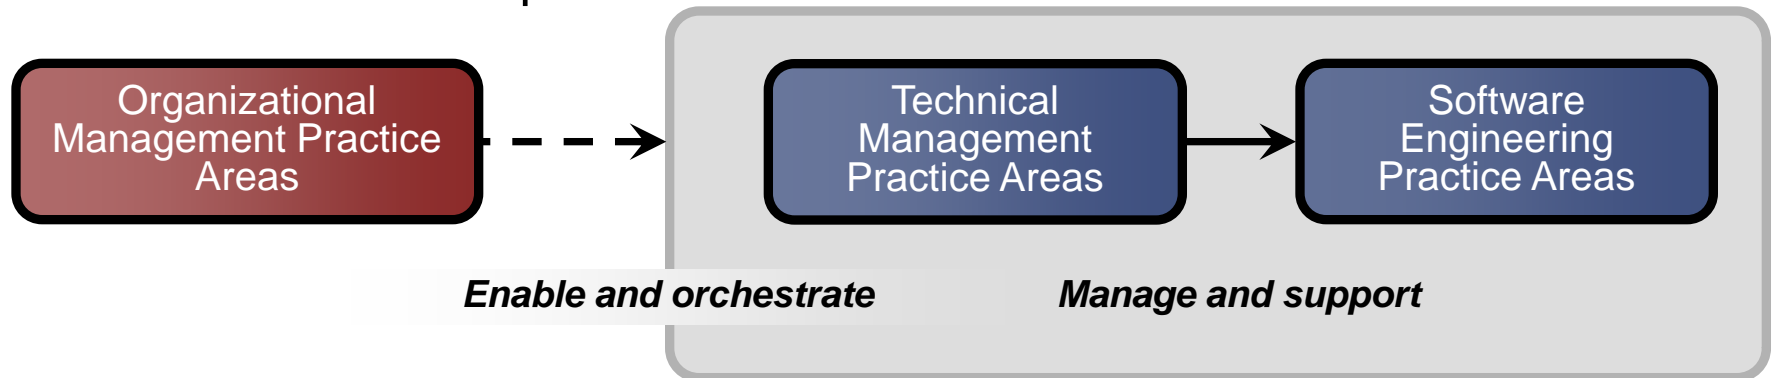 Organizational
Management Practice
Areas
Technical
Management
Practice Areas
Software
Engineering
Practice Areas
Enable and orchestrate
Manage and support